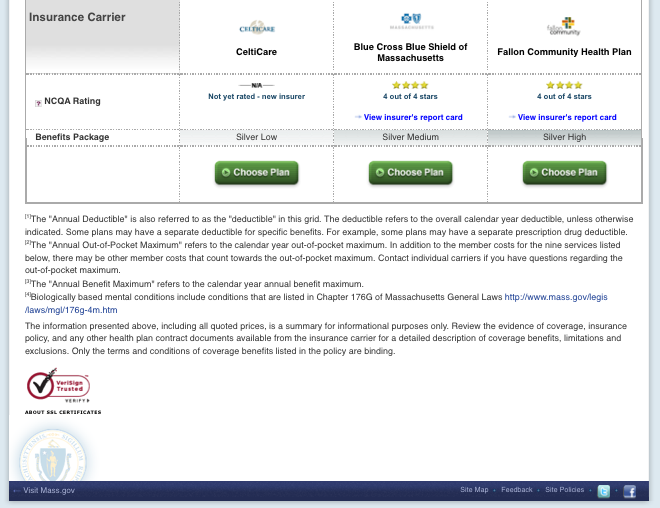 Insurance Carrier
CELTICARE
MASSACHUSETTS
fallon
community
CeltiCare
Blue Cross Blue Shield of
Massachusetts
Fallon Community Health Plan
? NCQA Rating
N/A
Not yet rated - new insurer
4 out of 4 stars
4 out of 4 stars
→ View insurer's report card
→ View insurer's report card
Benefits Package
Silver Low
Silver Medium
Silver High
Choose Plan
Choose Plan
Choose Plan
[1]The "Annual Deductible" is also referred to as the "deductible" in this grid. The deductible refers to the overall calendar year deductible, unless otherwise
indicated. Some plans may have a separate deductible for specific benefits. For example, some plans may have a separate prescription drug deductible.
[2]The "Annual Out-of-Pocket Maximum" refers to the calendar year out-of-pocket maximum. In addition to the member costs for the nine services listed
below, there may be other member costs that count towards the out-of-pocket maximum. Contact individual carriers if you have questions regarding the
out-of-pocket maximum.
[3]The "Annual Benefit Maximum" refers to the calendar year annual benefit maximum.
[4]Biologically based mental conditions include conditions that are listed in Chapter 176G of Massachusetts General Laws http://www.mass.gov/legis
/laws/mgl/176g-4m.htm
The information presented above, including all quoted prices, is a summary for informational purposes only. Review the evidence of coverage, insurance
policy, and any other health plan contract documents available from the insurance carrier for a detailed description of coverage benefits, limitations and
exclusions. Only the terms and conditions of coverage benefits listed in the policy are binding.
VeriSign
Trusted
VERIFY
ABOUT SSL CERTIFICATES
← Visit Mass.gov
Site Map • Feedback • Site Policies •